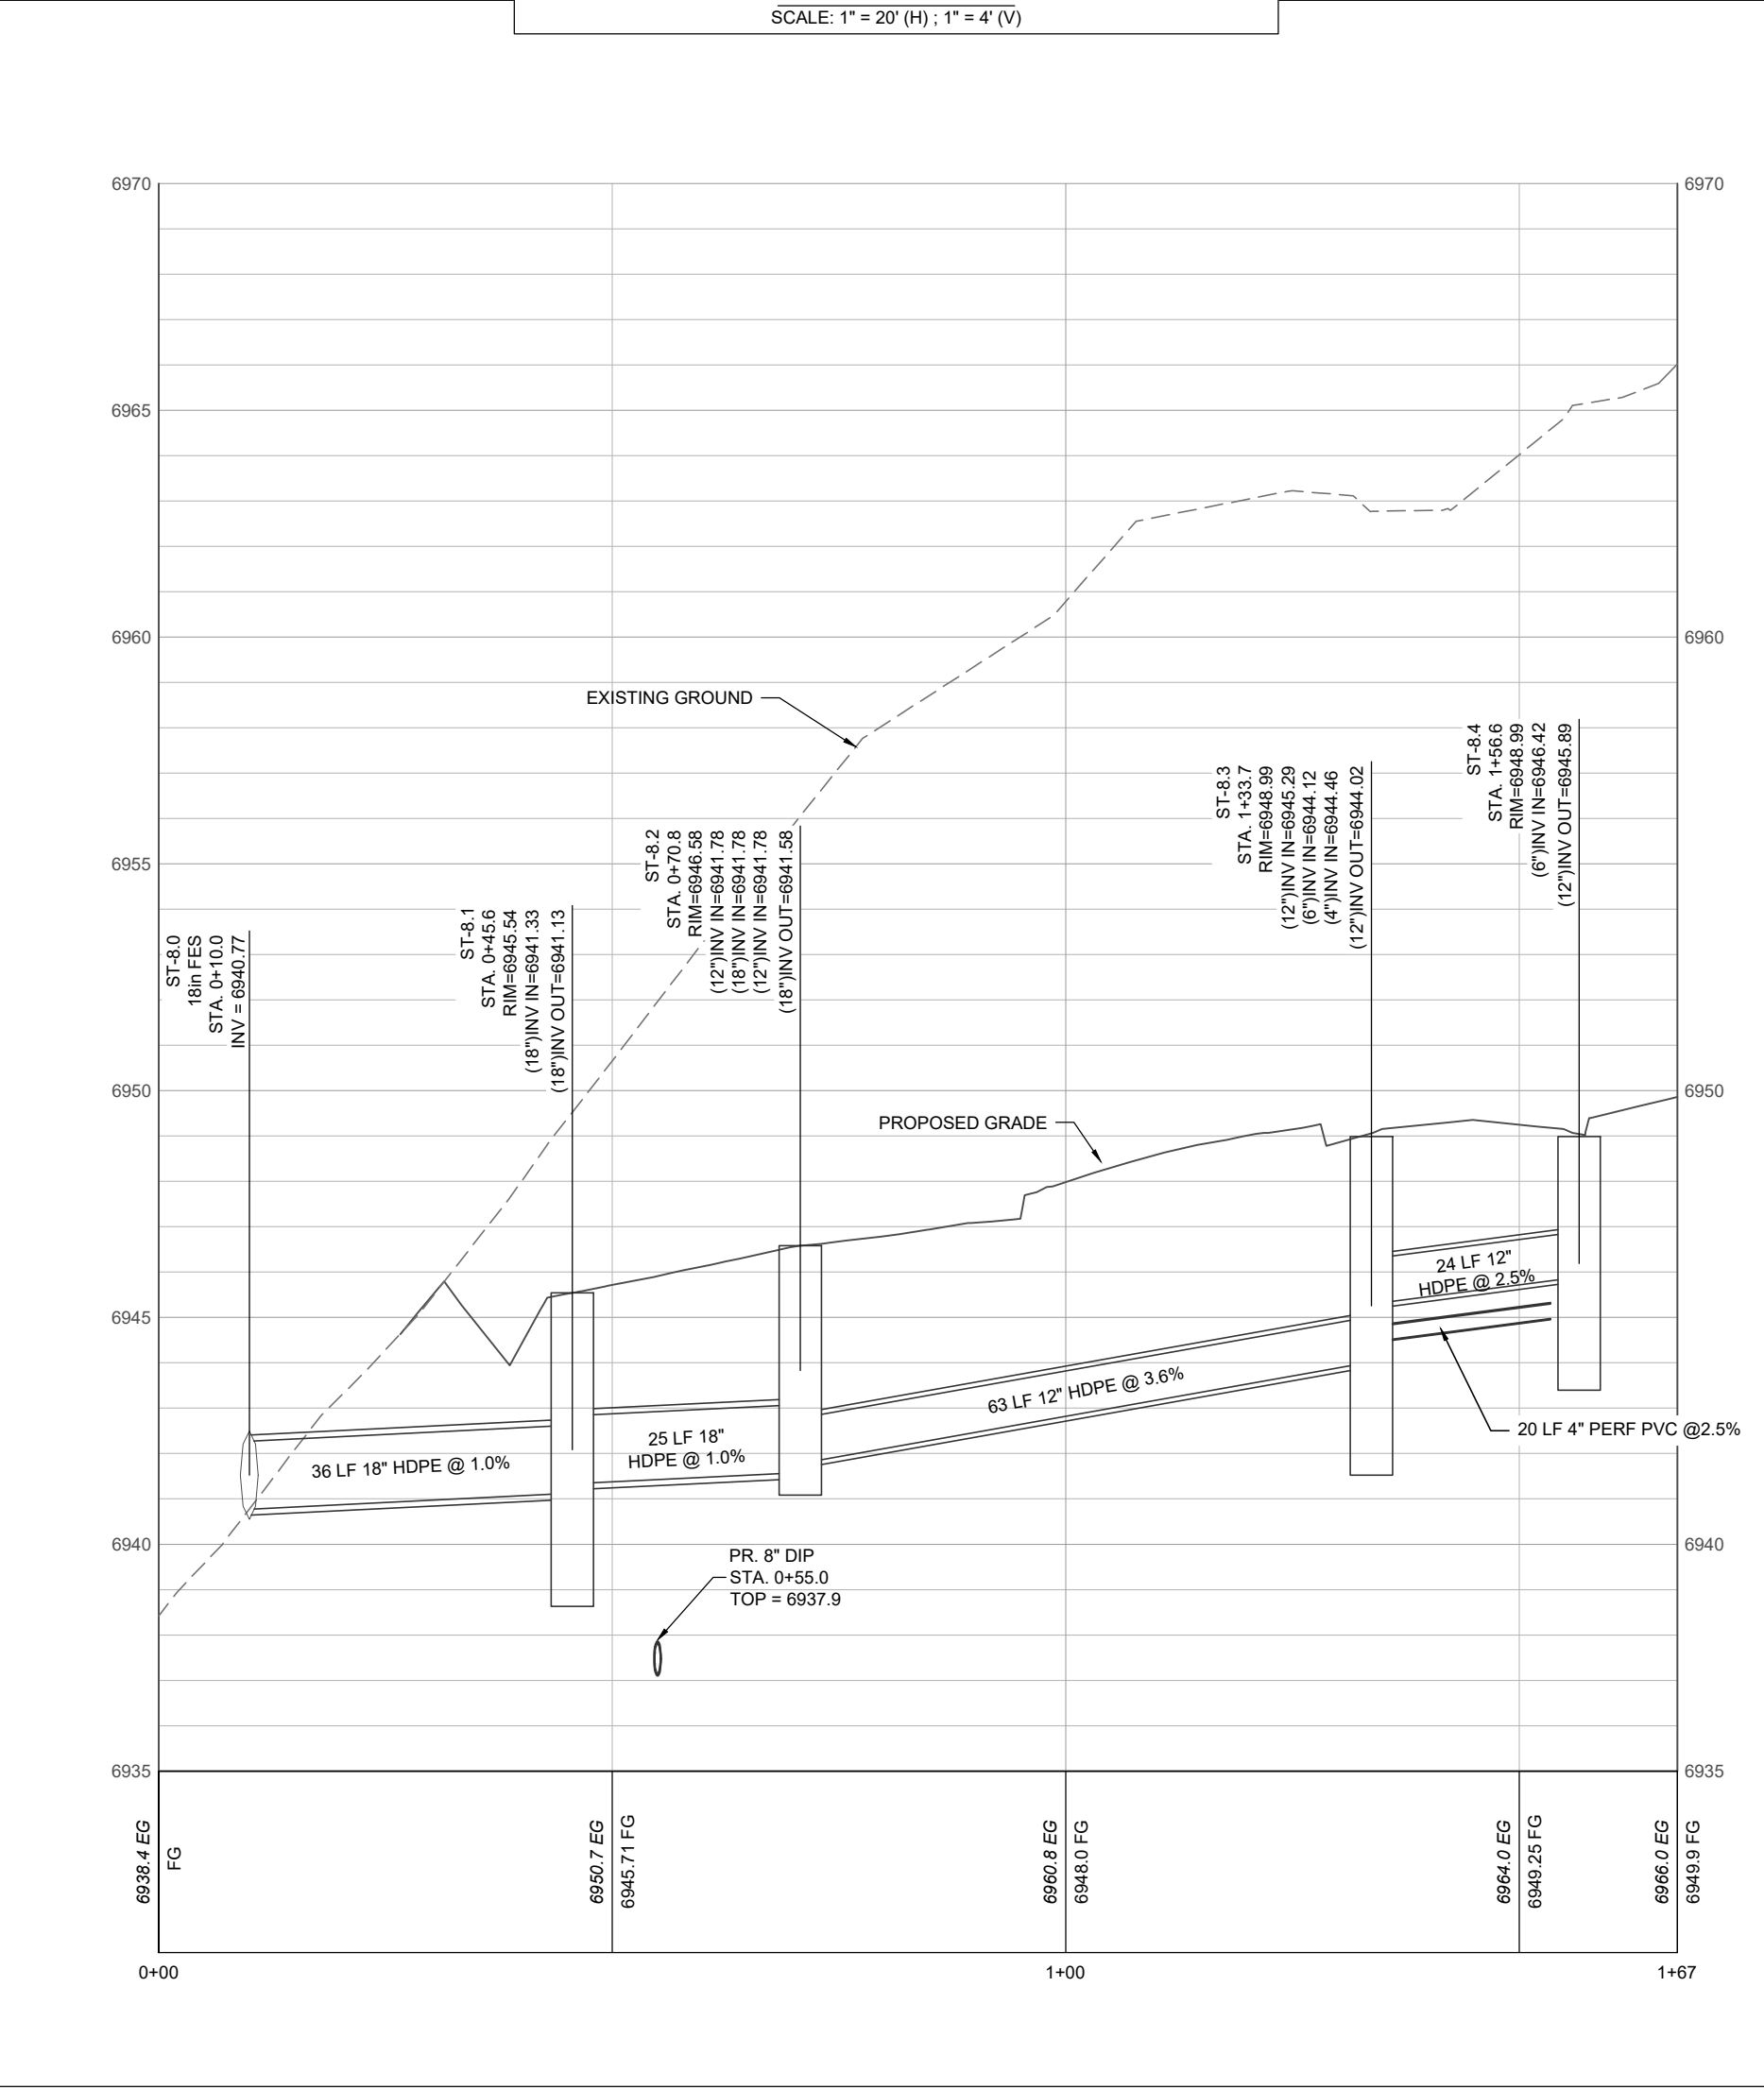 SCALE: 1" = 20' (H) ; 1" = 4' (V)
6970
6970
6965
6965
6960
6960
EXISTING GROUND
ST-8.4
STA. 1+56.6
RIM=6948.99
(6")INV IN=6946.42
(12")INV OUT=6945.89
ST-8.3
STA. 1+33.7
RIM=6948.99
(12")INV IN=6945.29
(6")INV IN=6944.12
(4")INV IN=6944.46
(12")INV OUT=6944.02
ST-8.2
STA. 0+70.8
RIM=6946.58
(12")INV IN=6941.78
(18")INV IN=6941.78
(12")INV IN=6941.78
(18")INV OUT=6941.58
6955
6955
ST-8.1
STA. 0+45.6
RIM=6945.54
(18")INV IN=6941.33
(18")INV OUT=6941.13
ST-8.0
18in FES
STA. 0+10.0
INV = 6940.77
6950
6950
PROPOSED GRADE
24 LF 12"
HDPE @ 2.5%
6945
6945
63 LF 12" HDPE @ 3.6%
20 LF 4" PERF PVC @2.5%
25 LF 18"
HDPE @ 1.0%
36 LF 18" HDPE @ 1.0%
6940
6940
PR. 8" DIP
STA. 0+55.0
TOP = 6937.9
6935
6935
6938.4 EG
FG
6950.7 EG
6945.71 FG
6960.8 EG
6948.0 FG
6964.0 EG
6949.25 FG
6966.0 EG
6949.9 FG
0+00
1+00
1+67